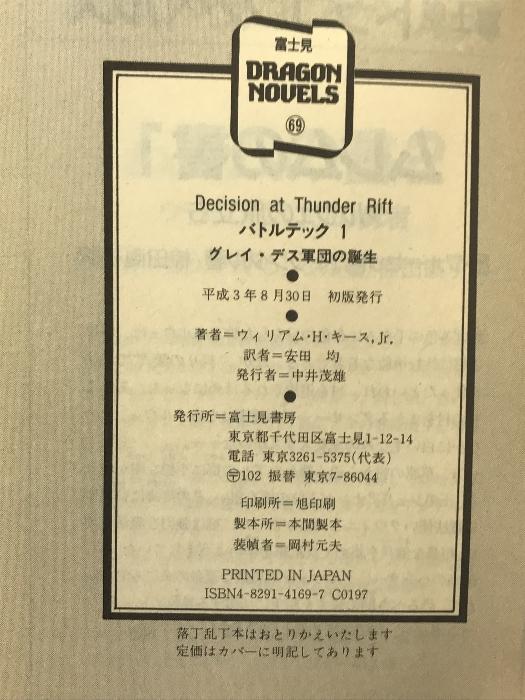 富士見
DRAGON
NOVELS
69
Decision at Thunder Rift
バトルテック 1
グレイ・デス軍団の誕生
●
平成3年8月30日 初版発行
●
著者=ウィリアム・H・キース,Jr.
訳者=安田 均
発行者=中井茂雄
●
発行所=富士見書房
東京都千代田区富士見1-12-14
電話 東京3261-5375(代表)
〶102 振替 東京7-86044
印刷所=旭印刷
製本所=本間製本
装幀者=岡村元夫
PRINTED IN JAPAN
ISBN4-8291-4169-7 C0197
落丁乱丁本はおとりかえいたします
定価はカバーに明記してあります